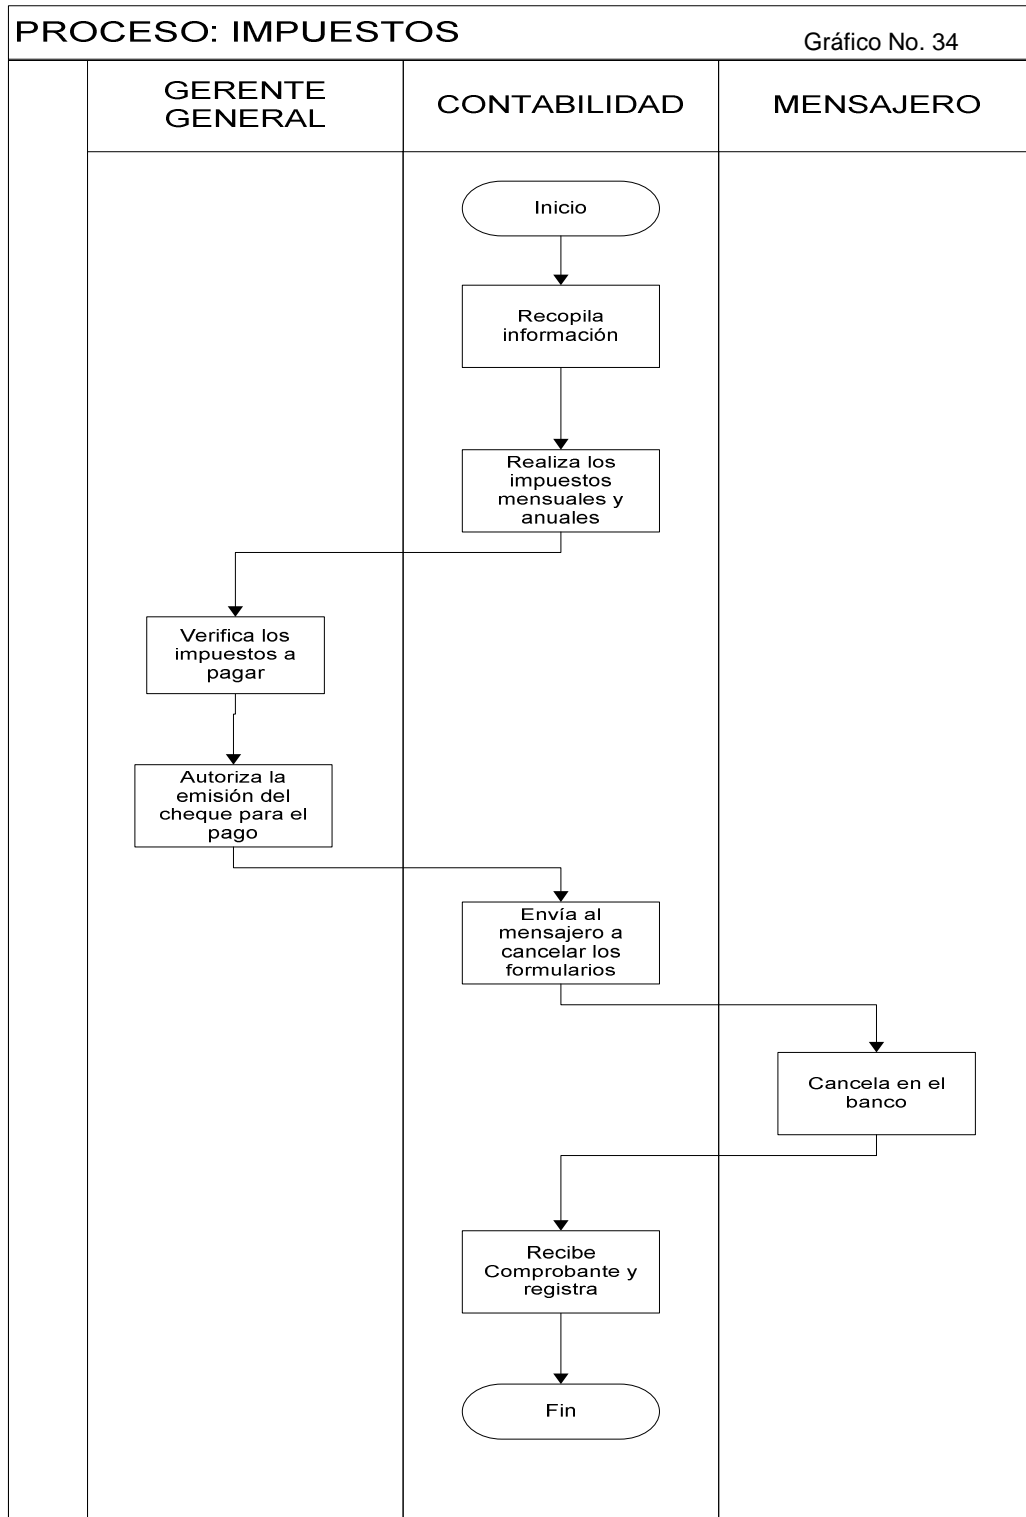 PROCESO: IMPUESTOS
Gráfico No. 34
GERENTE
GENERAL
CONTABILIDAD
MENSAJERO
Inicio
Recopila
información
Realiza los
impuestos
mensuales y
anuales
Verifica los
impuestos a
pagar
Autoriza la
emisión del
cheque para el
pago
Envía al
mensajero a
cancelar los
formularios
Cancela en el
banco
Recibe
Comprobante y
registra
Fin